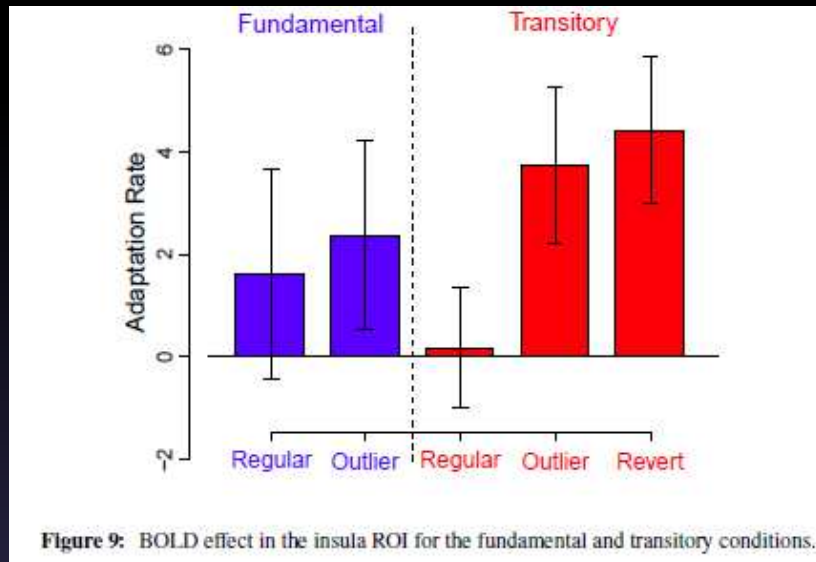 Fundamental Transitory
6
4
2
0
−2
Adaptation Rate
Regular Outlier Regular Outlier Revert
Figure 9: BOLD effect in the insula ROI for the fundamental and transitory conditions.